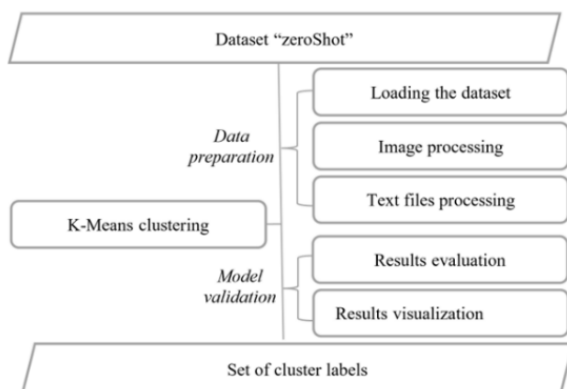 Dataset “zeroShot”
Loading the dataset
Data
preparation
Image processing
Text files processing
K-Means clustering
Results evaluation
Model
validation
Results visualization
Set of cluster labels